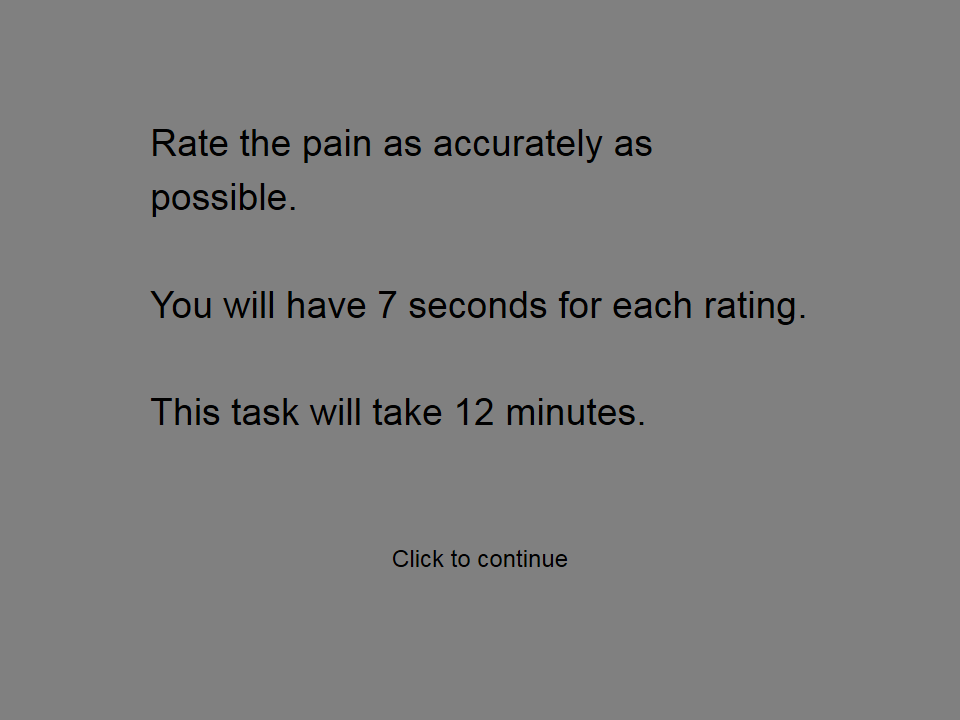 Rate the pain as accurately as
possible.
You will have 7 seconds for each rating.
This task will take 12 minutes.
Click to continue